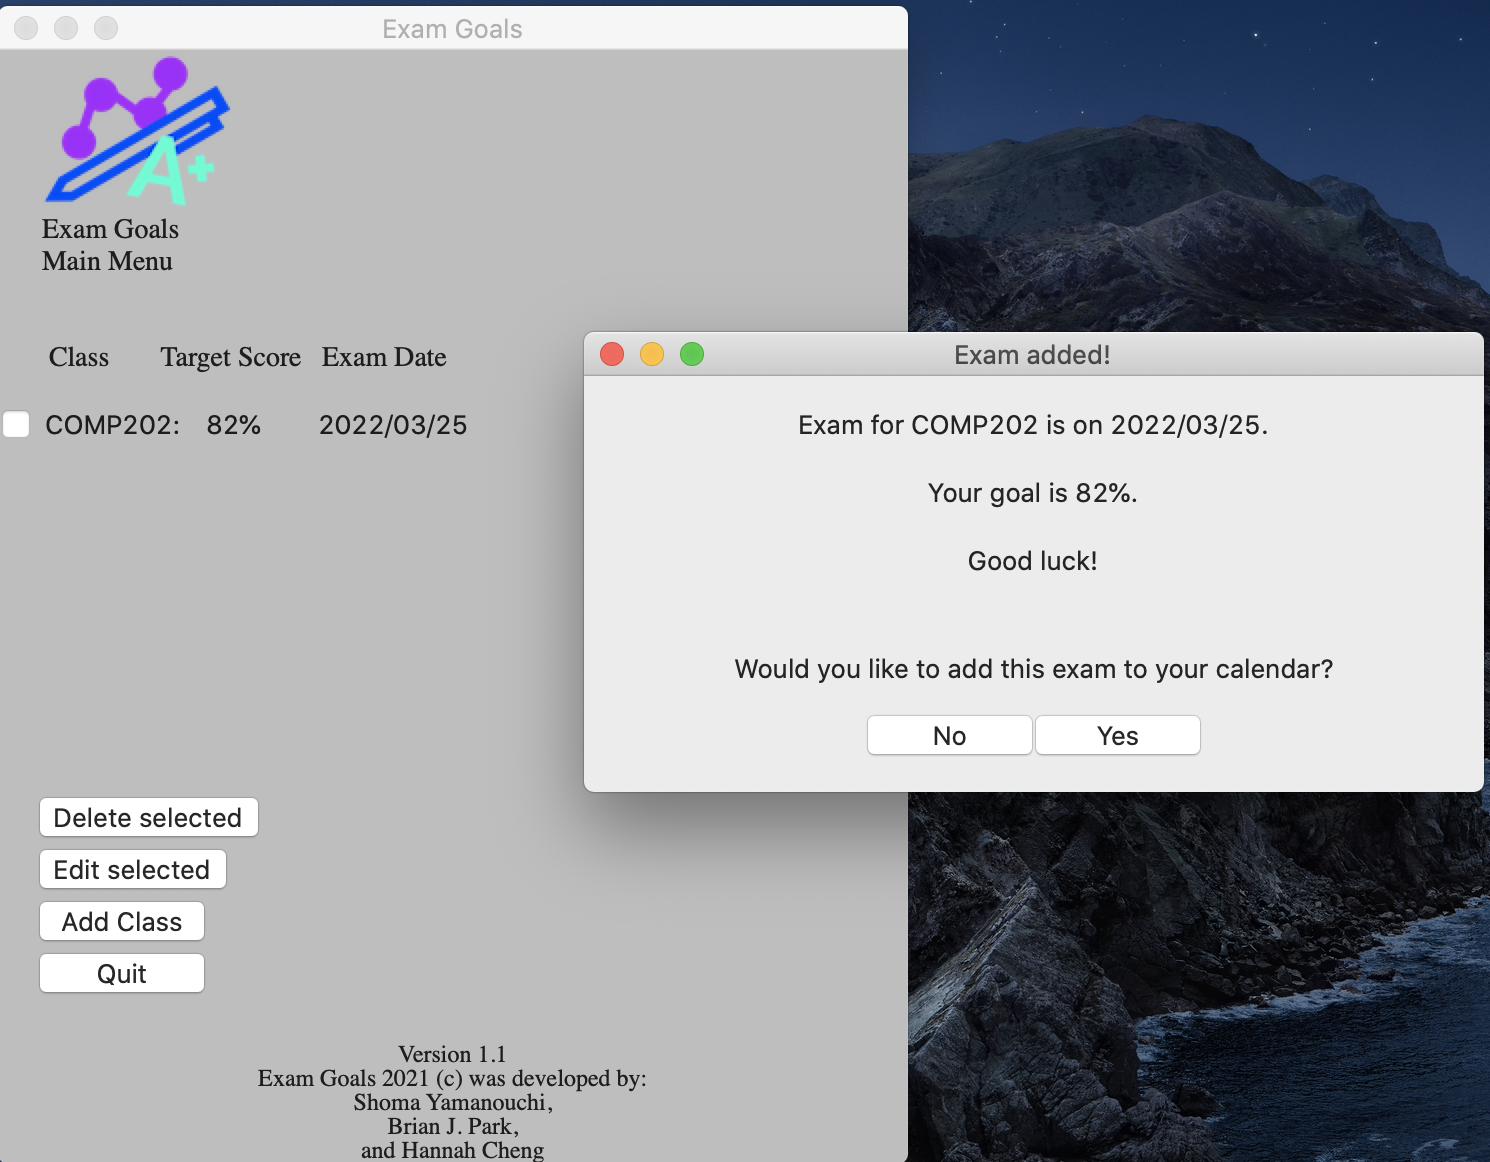 Exam Goals
A+
Exam Goals
Main Menu
Class Target Score Exam Date
COMP202: 82% 2022/03/25
Delete selected
Edit selected
Add Class
Quit
Version 1.1
Exam Goals 2021 (c) was developed by:
Shoma Yamanouchi,
Brian J. Park,
and Hannah Cheng
Exam added!
Exam for COMP202 is on 2022/03/25.
Your goal is 82%.
Good luck!
Would you like to add this exam to your calendar?
No Yes